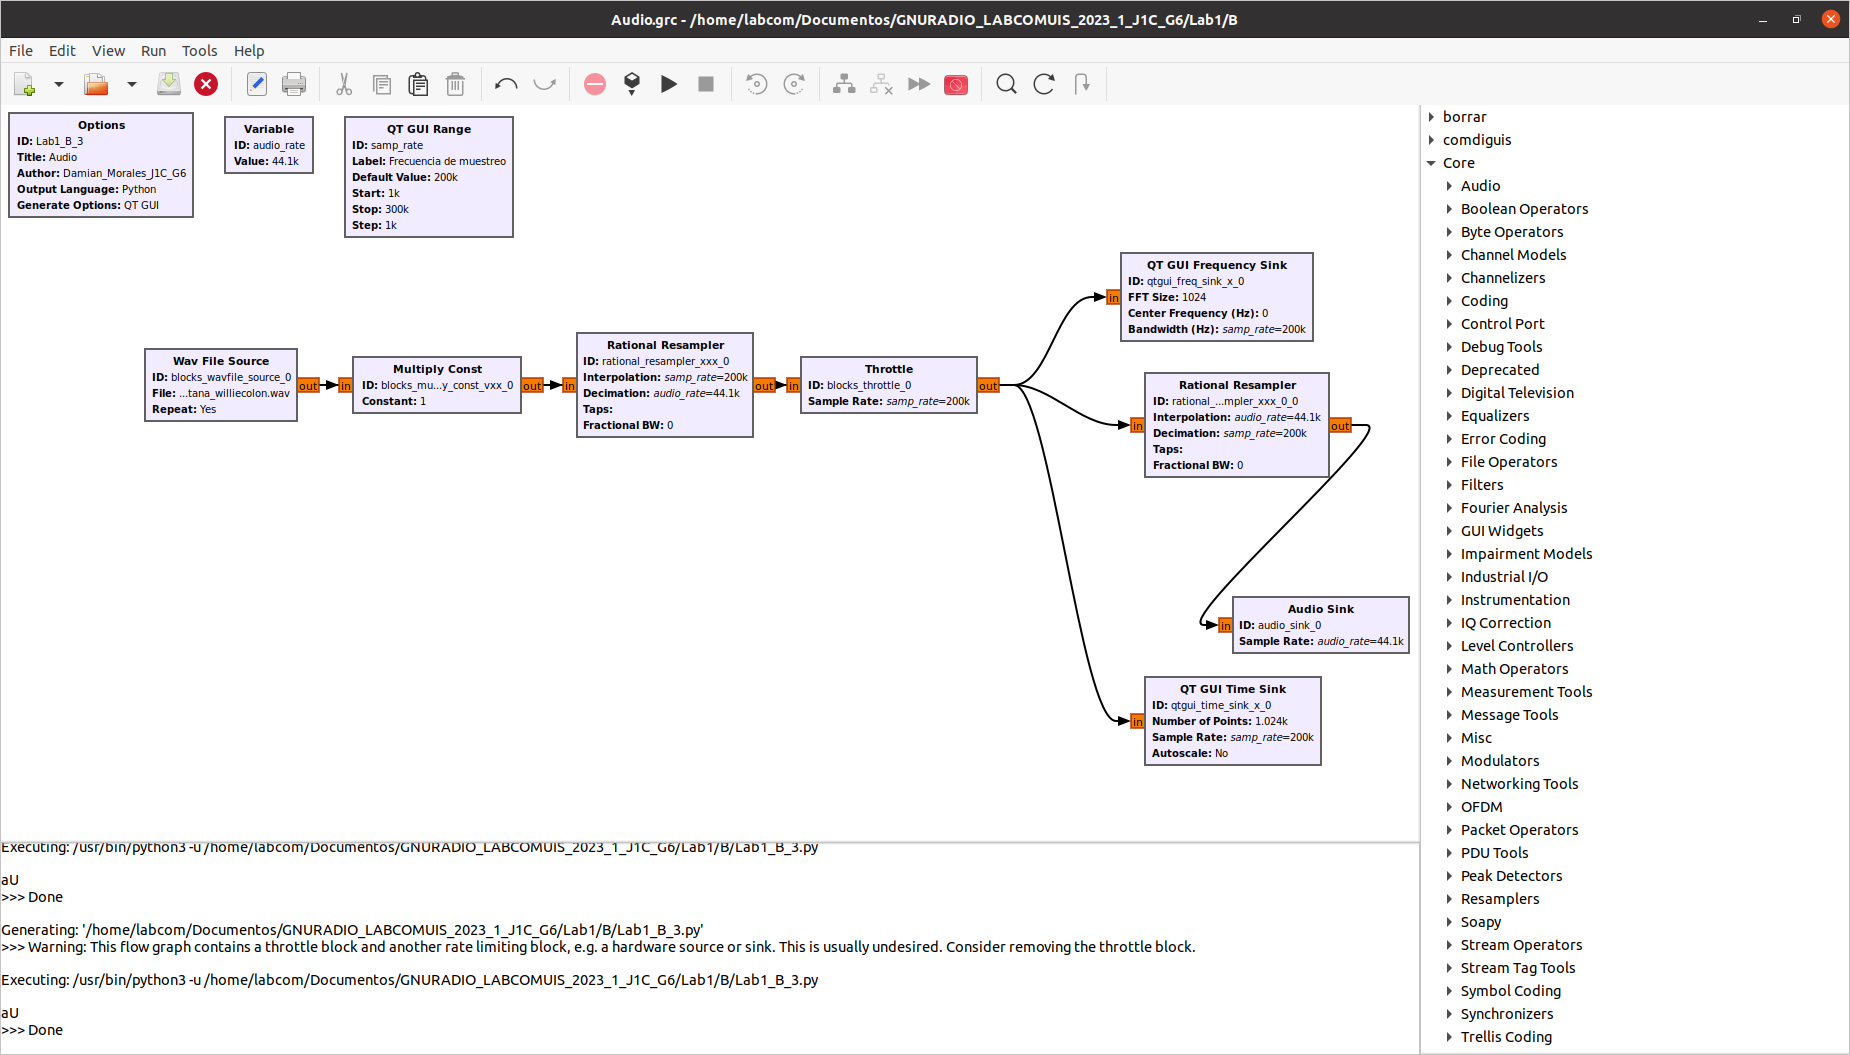 Audio.grc - /home/labcom/Documentos/GNURADIO_LABCOMUIS_2023_1_J1C_G6/Lab1/B
File Edit View Run Tools Help
Options
ID: Lab1_B_3
Title: Audio
Author: Damian_Morales_J1C_G6
Output Language: Python
Generate Options: QT GUI
Variable
ID: audio_rate
Value: 44.1k
QT GUI Range
ID: samp_rate
Label: Frecuencia de muestreo
Default Value: 200k
Start: 1k
Stop: 300k
Step: 1k
Wav File Source
ID: blocks_wavfile_source_0
File: ...tana_williecolon.wav
Repeat: Yes
out
in
Multiply Const
ID: blocks_mu...y_const_vxx_0
Constant: 1
out
in
Rational Resampler
ID: rational_resampler_xxx_0
Interpolation: samp_rate=200k
Decimation: audio_rate=44.1k
Taps:
Fractional BW: 0
out
in
Throttle
ID: blocks_throttle_0
Sample Rate: samp_rate=200k
out
in
QT GUI Frequency Sink
ID: qtgui_freq_sink_x_0
FFT Size: 1024
Center Frequency (Hz): 0
Bandwidth (Hz): samp_rate=200k
in
Rational Resampler
ID: rational_...mpler_xxx_0_0
Interpolation: audio_rate=44.1k
Decimation: samp_rate=200k
Taps:
Fractional BW: 0
out
in
Audio Sink
ID: audio_sink_0
Sample Rate: audio_rate=44.1k
in
QT GUI Time Sink
ID: qtgui_time_sink_x_0
Number of Points: 1.024k
Sample Rate: samp_rate=200k
Autoscale: No
Executing: /usr/bin/python3 -u /home/labcom/Documentos/GNURADIO_LABCOMUIS_2023_1_J1C_G6/Lab1/B/Lab1_B_3.py
aU
>>> Done
Generating: '/home/labcom/Documentos/GNURADIO_LABCOMUIS_2023_1_J1C_G6/Lab1/B/Lab1_B_3.py'
>>> Warning: This flow graph contains a throttle block and another rate limiting block, e.g. a hardware source or sink. This is usually undesired. Consider removing the throttle block.
Executing: /usr/bin/python3 -u /home/labcom/Documentos/GNURADIO_LABCOMUIS_2023_1_J1C_G6/Lab1/B/Lab1_B_3.py
aU
>>> Done
borrar
comdiguis
Core
Audio
Boolean Operators
Byte Operators
Channel Models
Channelizers
Coding
Control Port
Debug Tools
Deprecated
Digital Television
Equalizers
Error Coding
File Operators
Filters
Fourier Analysis
GUI Widgets
Impairment Models
Industrial I/O
Instrumentation
IQ Correction
Level Controllers
Math Operators
Measurement Tools
Message Tools
Misc
Modulators
Networking Tools
OFDM
Packet Operators
PDU Tools
Peak Detectors
Resamplers
Soapy
Stream Operators
Stream Tag Tools
Symbol Coding
Synchronizers
Trellis Coding